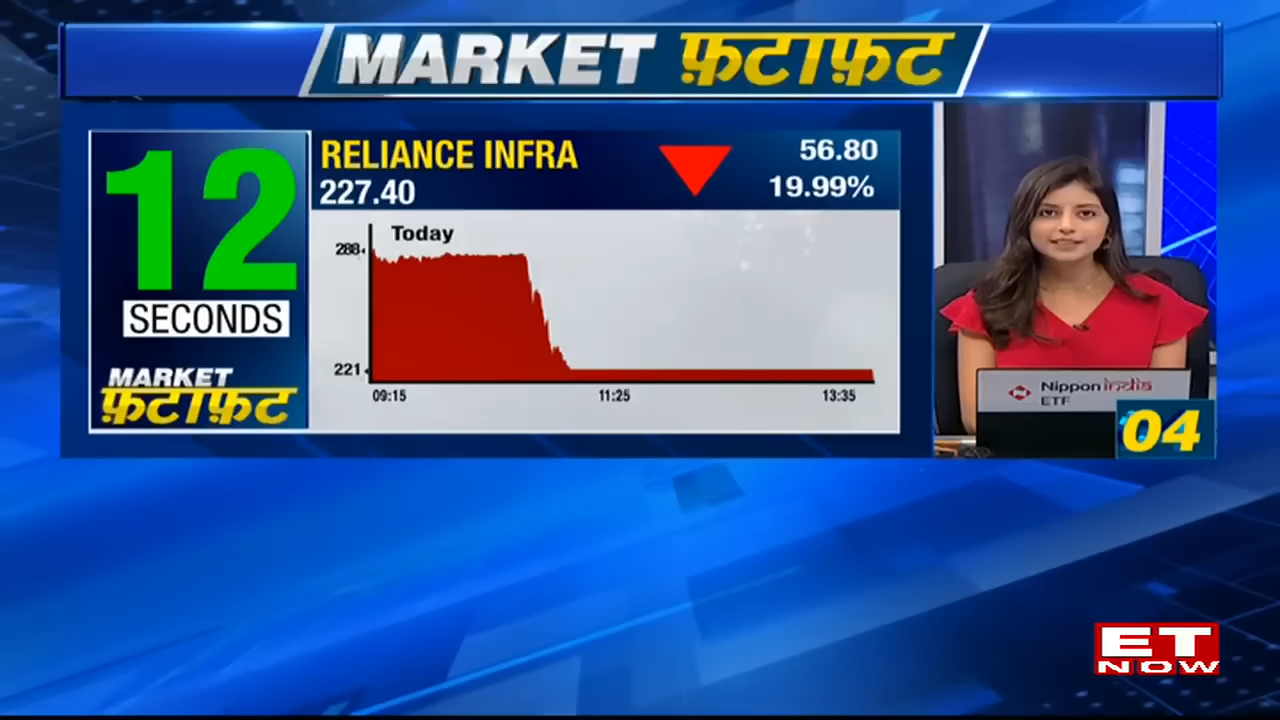 MARKET फ़टाफ़ट
12
SECONDS
MARKET
फ़टाफ़ट
RELIANCE INFRA
227.40
56.80
19.99%
Today
288
221
09:15
11:25
13:35
Nippon india
ETF
04
ET
NOW